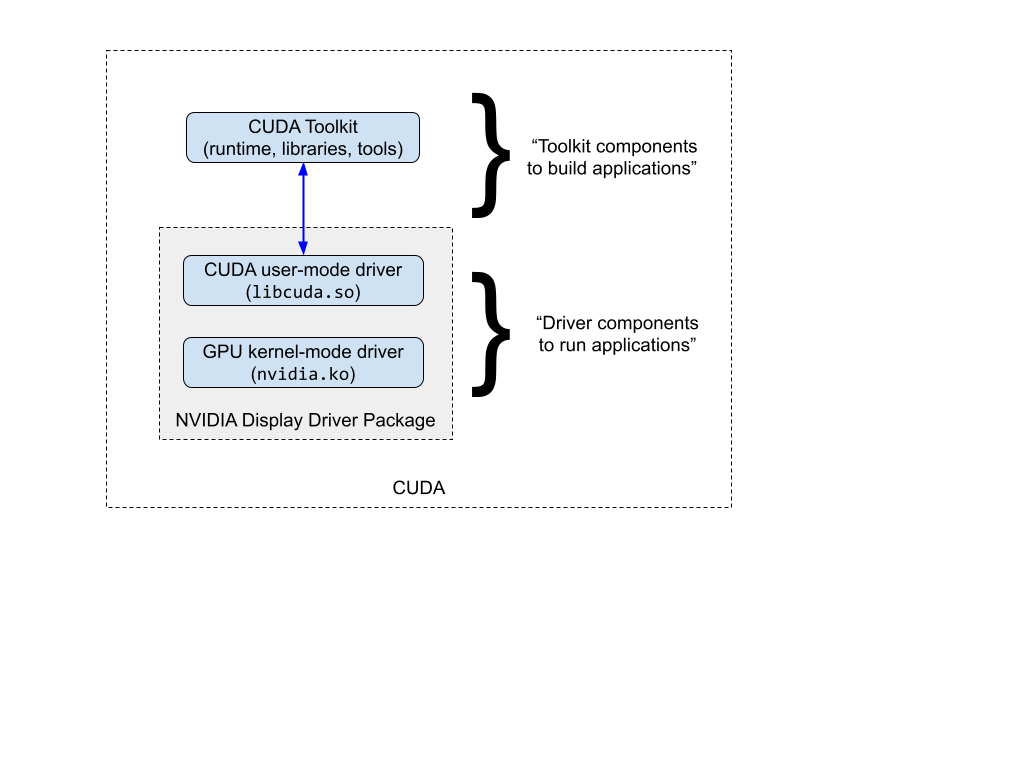 CUDA Toolkit
(runtime, libraries, tools)
“Toolkit components
to build applications”
CUDA user-mode driver
(libcuda.so)
GPU kernel-mode driver
(nvidia.ko)
NVIDIA Display Driver Package
“Driver components
to run applications”
CUDA